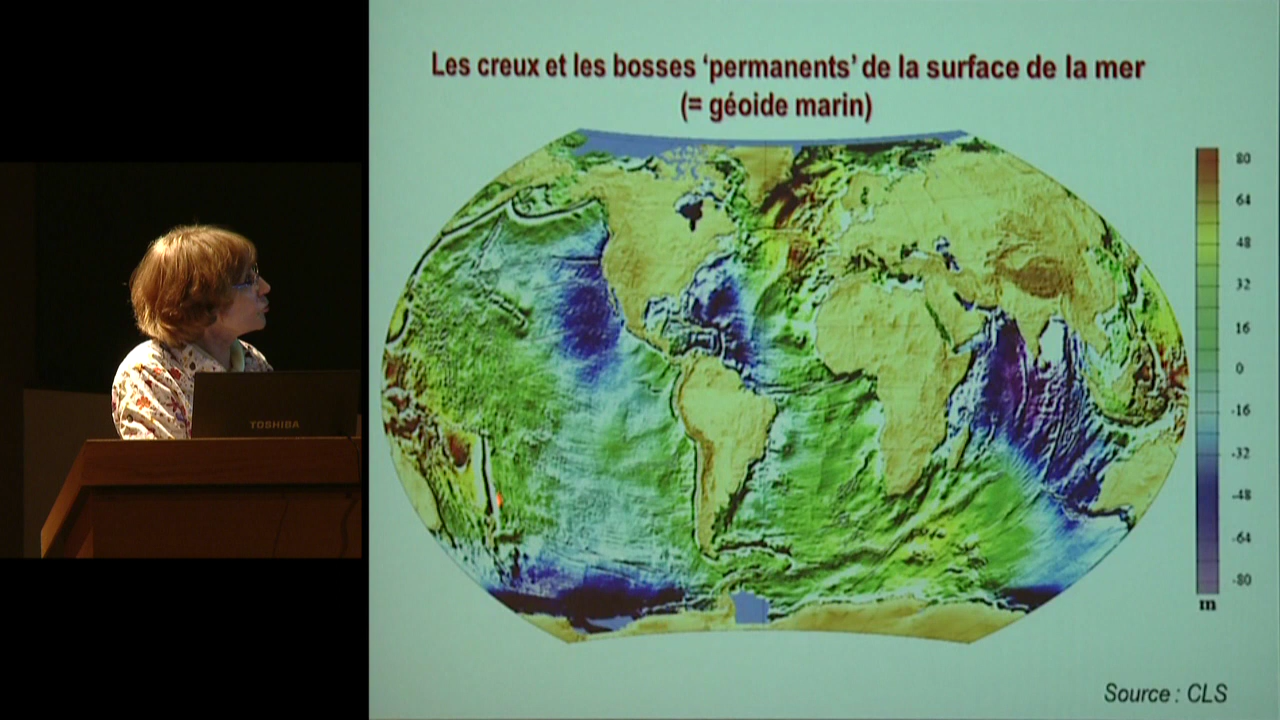 Les creux et les bosses ‘permanents’ de la surface de la mer
(= géoide marin)
80
64
48
32
16
0
-16
-32
-48
-64
-80
m
TOSHIBA
Source : CLS